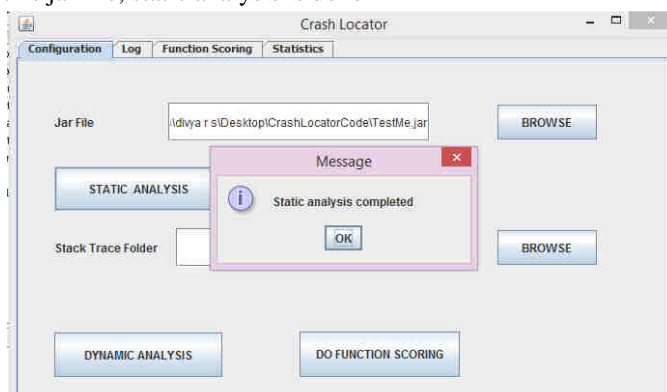 Crash Locator
Configuration Log Function Scoring Statistics
Jar File
\divya r s\Desktop\CrashLocatorCode\TestMe.jar
BROWSE
Message
STATIC ANALYSIS
Static analysis completed
OK
Stack Trace Folder
BROWSE
DYNAMIC ANALYSIS
DO FUNCTION SCORING